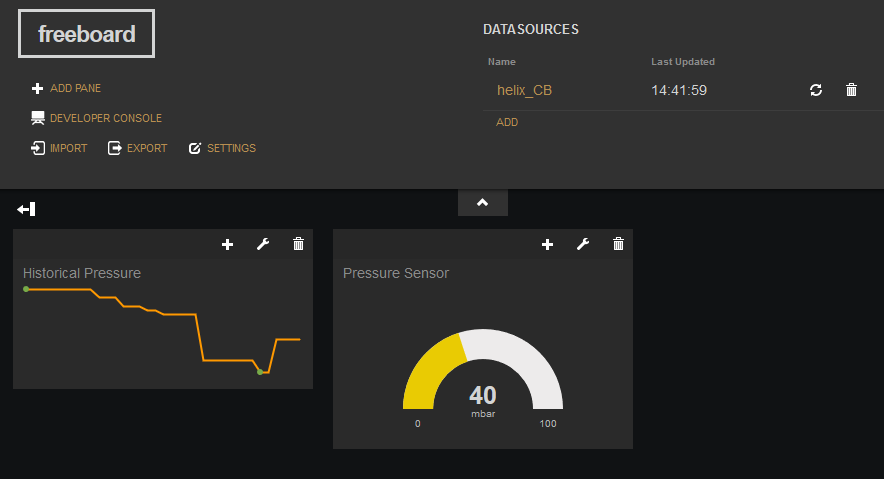 freeboard
ADD PANE
DEVELOPER CONSOLE
IMPORT EXPORT SETTINGS
DATASOURCES
Name Last Updated
helix_CB 14:41:59
ADD
Historical Pressure
Pressure Sensor
40
mbar
0 100